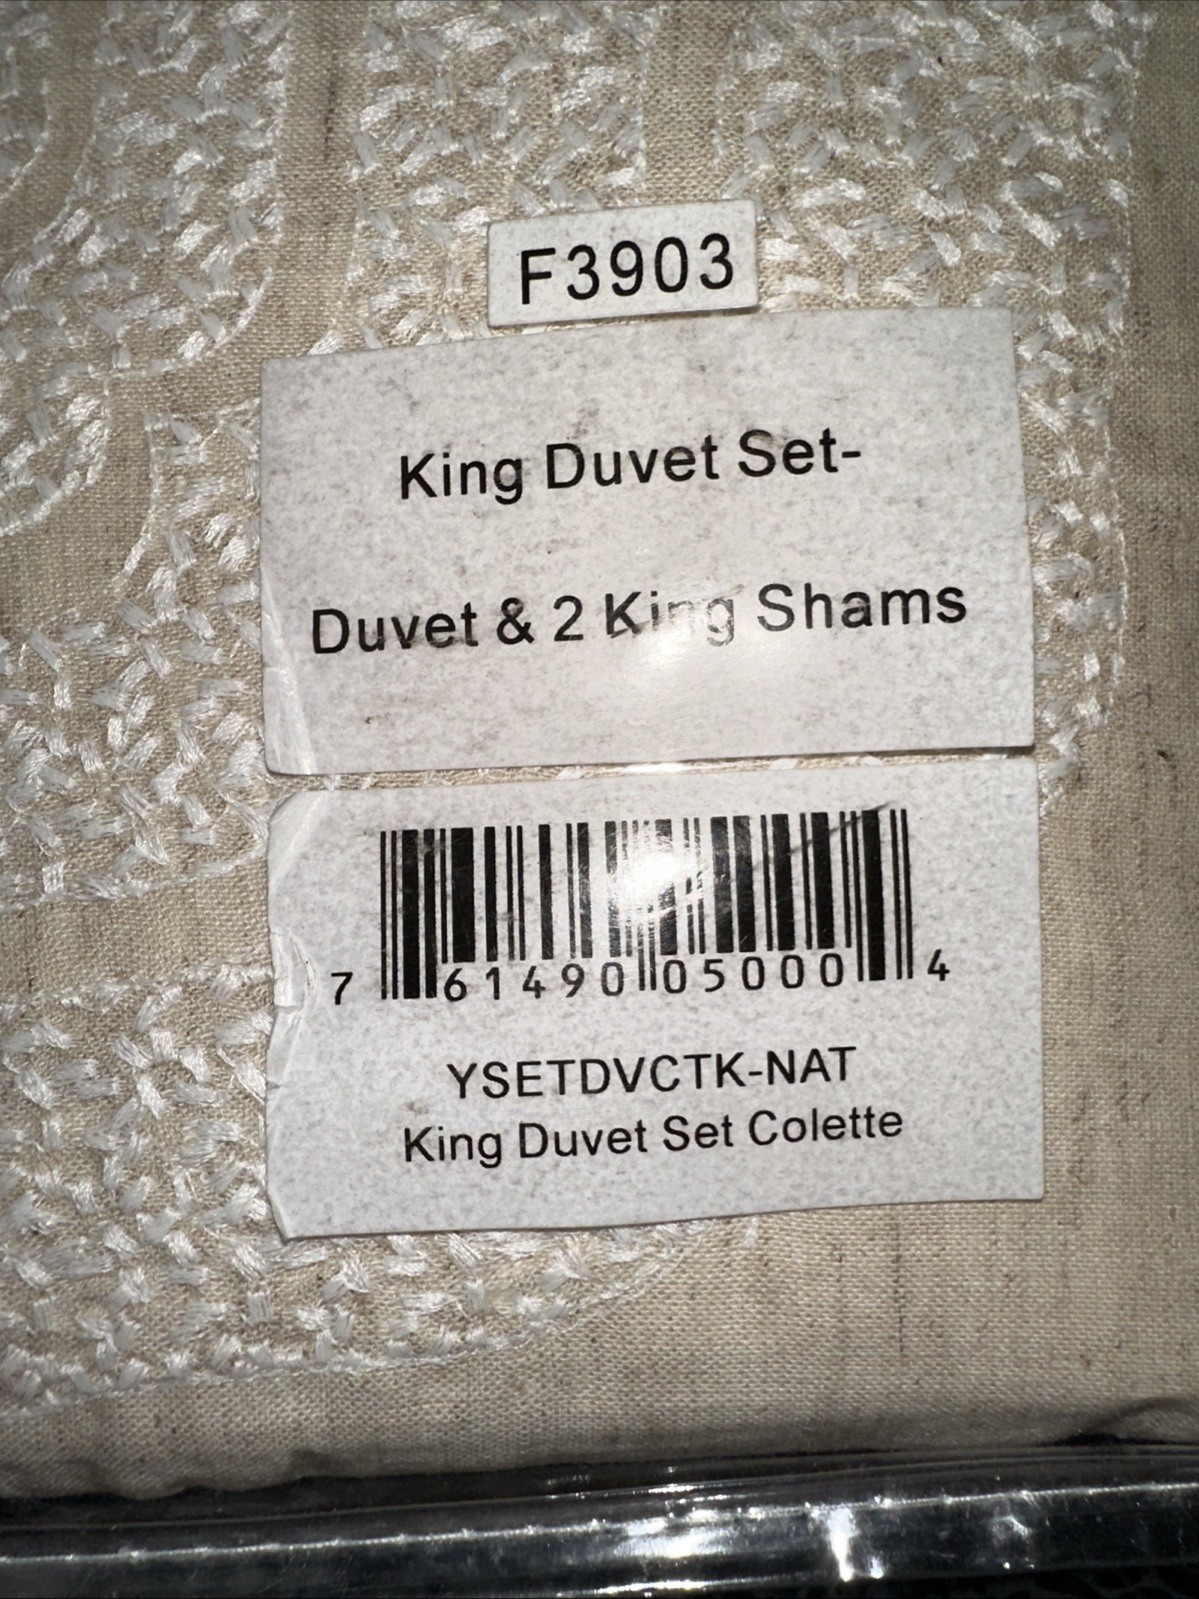 F3903
King Duvet Set-
Duvet & 2 King Shams
7 61490 05000 4
YSETDVCTK-NAT
King Duvet Set Colette